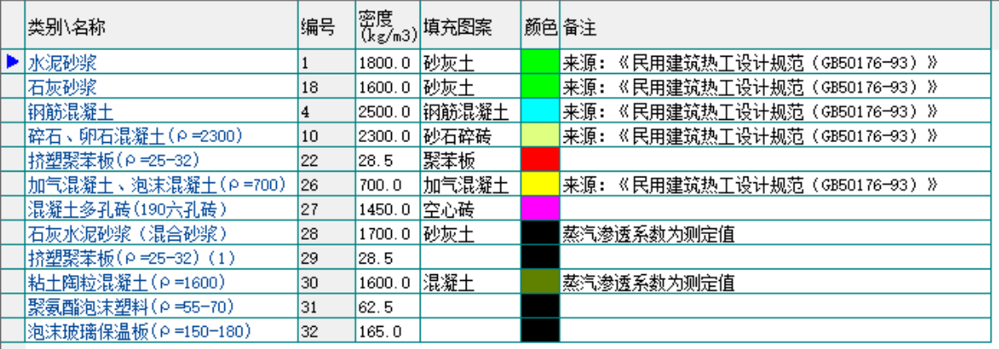 类别\名称 编号 密度(kg/m3) 填充图案 颜色 备注
水泥砂浆 1 1800.0 砂灰土 来源：《民用建筑热工设计规范（GB50176-93）》
石灰砂浆 18 1600.0 砂灰土 来源：《民用建筑热工设计规范（GB50176-93）》
钢筋混凝土 4 2500.0 钢筋混凝土 来源：《民用建筑热工设计规范（GB50176-93）》
碎石、卵石混凝土(ρ=2300) 10 2300.0 砂石碎砖 来源：《民用建筑热工设计规范（GB50176-93）》
挤塑聚苯板(ρ=25-32) 22 28.5 聚苯板
加气混凝土、泡沫混凝土(ρ=700) 26 700.0 加气混凝土 来源：《民用建筑热工设计规范（GB50176-93）》
混凝土多孔砖(190六孔砖) 27 1450.0 空心砖
石灰水泥砂浆（混合砂浆） 28 1700.0 砂灰土 蒸汽渗透系数为测定值
挤塑聚苯板(ρ=25-32)(1) 29 28.5
粘土陶粒混凝土(ρ=1600) 30 1600.0 混凝土 蒸汽渗透系数为测定值
聚氨酯泡沫塑料(ρ=55-70) 31 62.5
泡沫玻璃保温板(ρ=150-180) 32 165.0